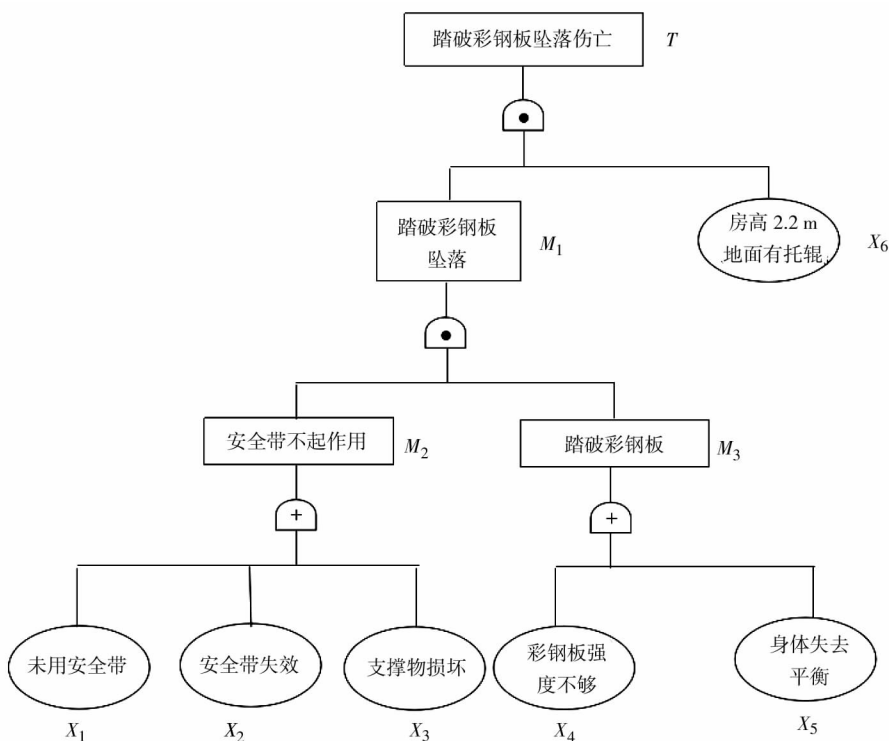 踏破彩钢板坠落伤亡
T
•
踏破彩钢板
坠落
M1
房高 2.2 m
地面有托辊
X6
•
安全带不起作用
M2
踏破彩钢板
M3
+
+
未用安全带
安全带失效
支撑物损坏
彩钢板强
度不够
身体失去
平衡
X1
X2
X3
X4
X5